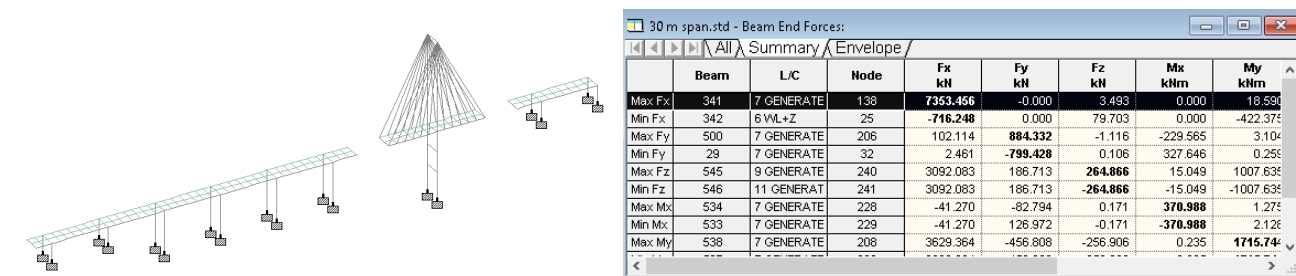 30 m span.std - Beam End Forces:
All Summary Envelope
Beam L/C Node Fx kN Fy kN Fz kN Mx kNm My kNm
Max Fx 341 7 GENERATE 138 7353.456 -0.000 3.493 0.000 18.590
Min Fx 342 6 WL+Z 25 -716.248 0.000 79.703 0.000 -422.375
Max Fy 500 7 GENERATE 206 102.114 884.332 -1.116 -229.565 3.104
Min Fy 29 7 GENERATE 32 2.461 -799.428 0.106 327.646 0.259
Max Fz 545 9 GENERATE 240 3092.083 186.713 264.866 15.049 1007.635
Min Fz 546 11 GENERAT 241 3092.083 186.713 -264.866 -15.049 -1007.635
Max Mx 534 7 GENERATE 228 -41.270 -82.794 0.171 370.988 1.275
Min Mx 533 7 GENERATE 229 -41.270 126.972 -0.171 -370.988 2.128
Max My 538 7 GENERATE 208 3629.364 -456.808 -256.906 0.235 1715.744